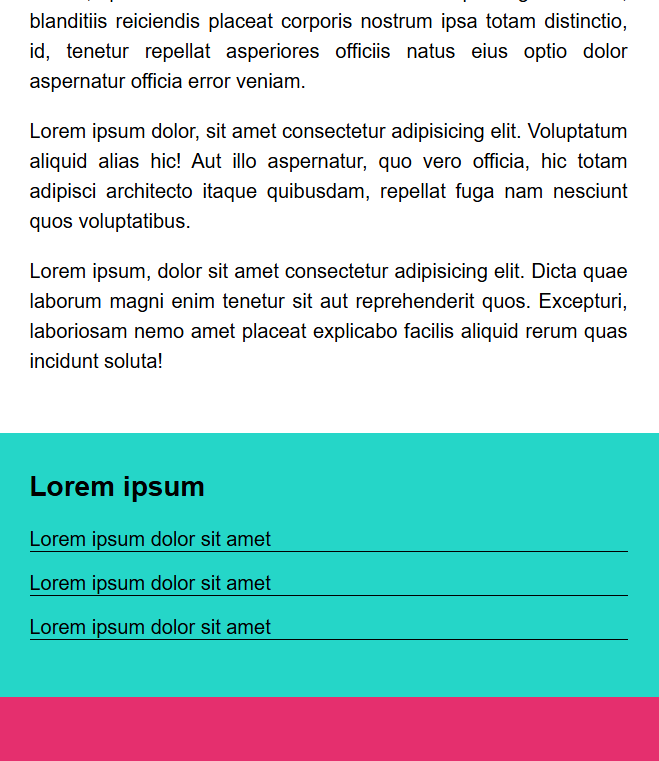 blanditiis reiciendis placeat corporis nostrum ipsa totam distinctio,
id, tenetur repellat asperiores officiis natus eius optio dolor
aspernatur officia error veniam.
Lorem ipsum dolor, sit amet consectetur adipisicing elit. Voluptatum
aliquid alias hic! Aut illo aspernatur, quo vero officia, hic totam
adipisci architecto itaque quibusdam, repellat fuga nam nesciunt
quos voluptatibus.
Lorem ipsum, dolor sit amet consectetur adipisicing elit. Dicta quae
laborum magni enim tenetur sit aut reprehenderit quos. Excepturi,
laboriosam nemo amet placeat explicabo facilis aliquid rerum quas
incidunt soluta!
Lorem ipsum
Lorem ipsum dolor sit amet
Lorem ipsum dolor sit amet
Lorem ipsum dolor sit amet